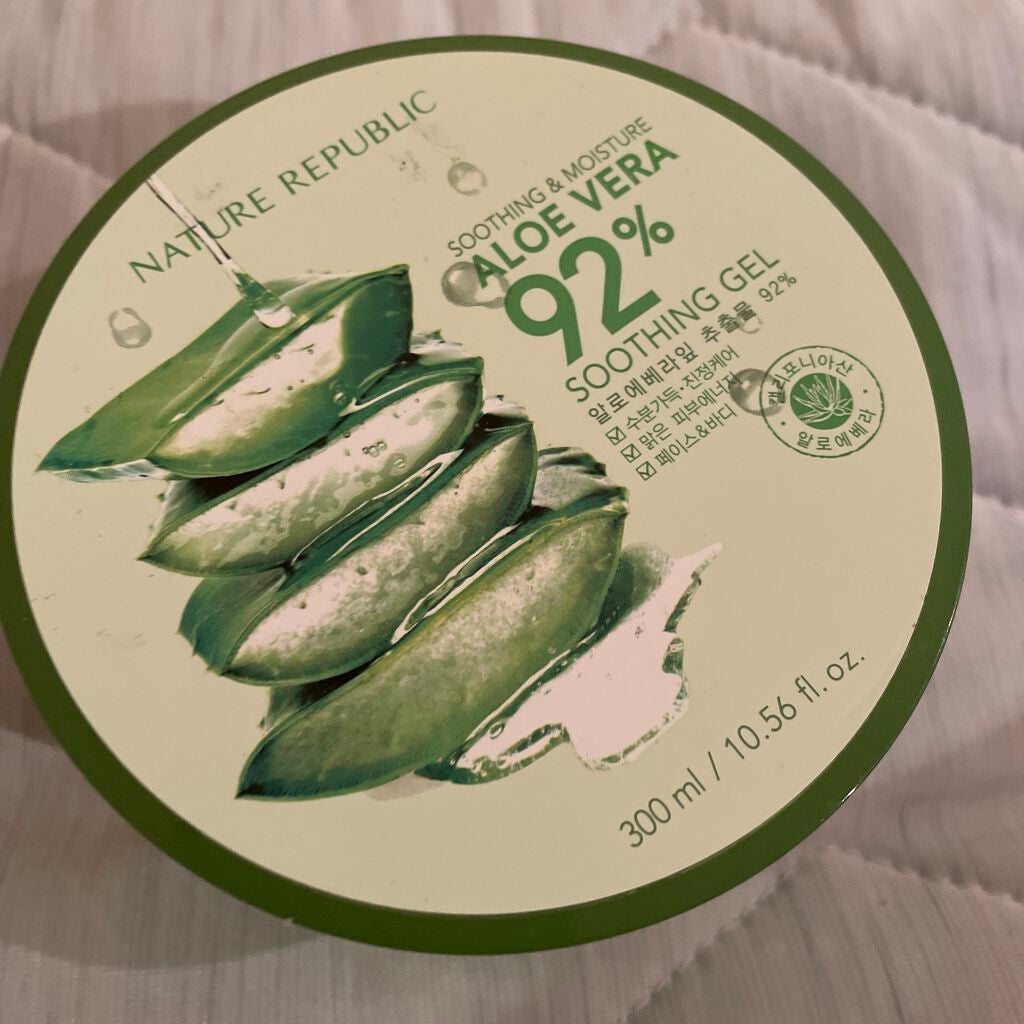 NATURE REPUBLIC
SOOTHING & MOISTURE
ALOE VERA
92%
SOOTHING GEL
알로에베라잎 추출물 92%
수분가득·진정케어
맑은 피부에너지
페이스&바디
캘리포니아산
알로에베라
300 ml / 10.56 fl. oz.